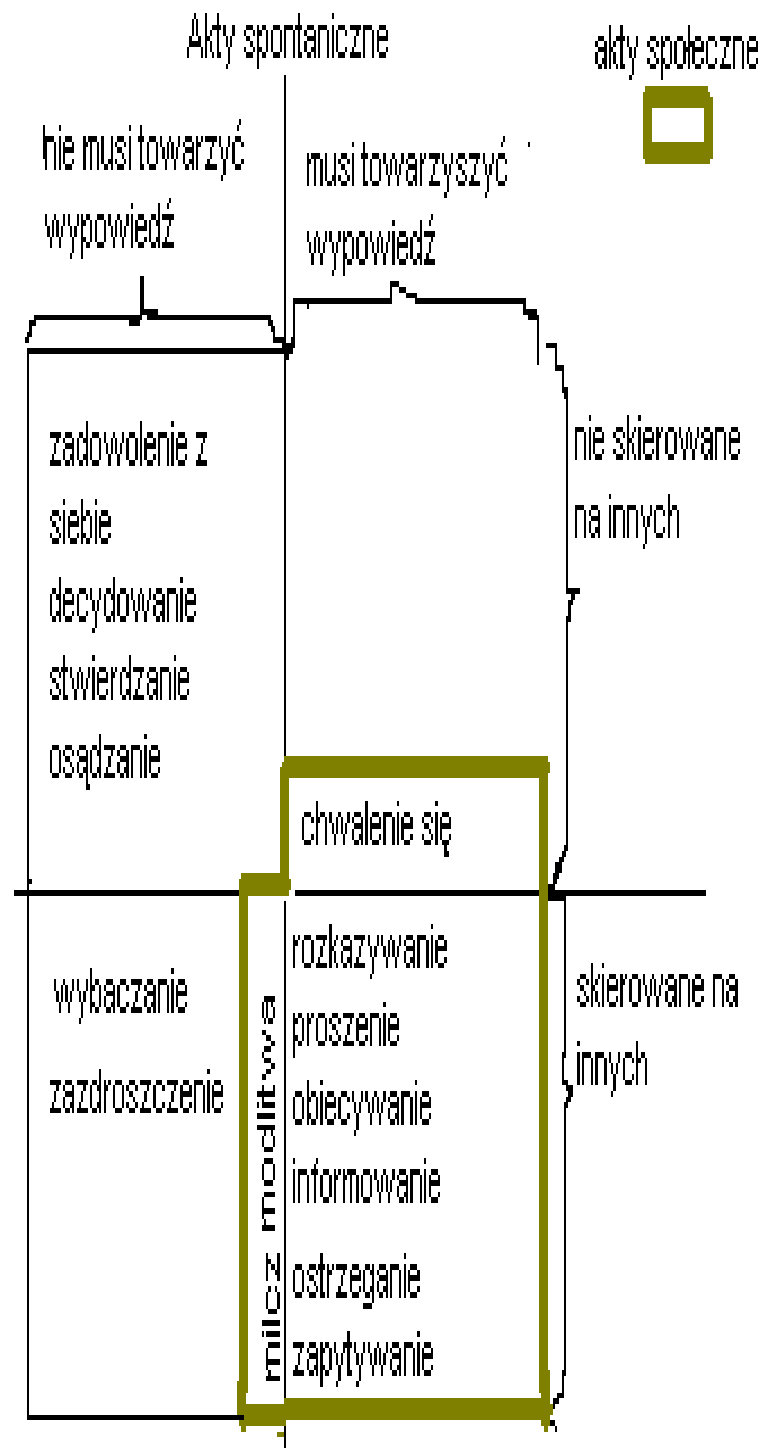 Akty spontaniczne
akty społeczne
nie musi towarzyć
wypowiedź
musi towarzyszyć
wypowiedź
zadowolenie z
siebie
decydowanie
stwierdzanie
osądzanie
nie skierowane
na innych
chwalenie się
wybaczanie
zazdroszczenie
milcz modlitwa
rozkazywanie
proszenie
obiecywanie
informowanie
ostrzeganie
zapytywanie
skierowane na
innych